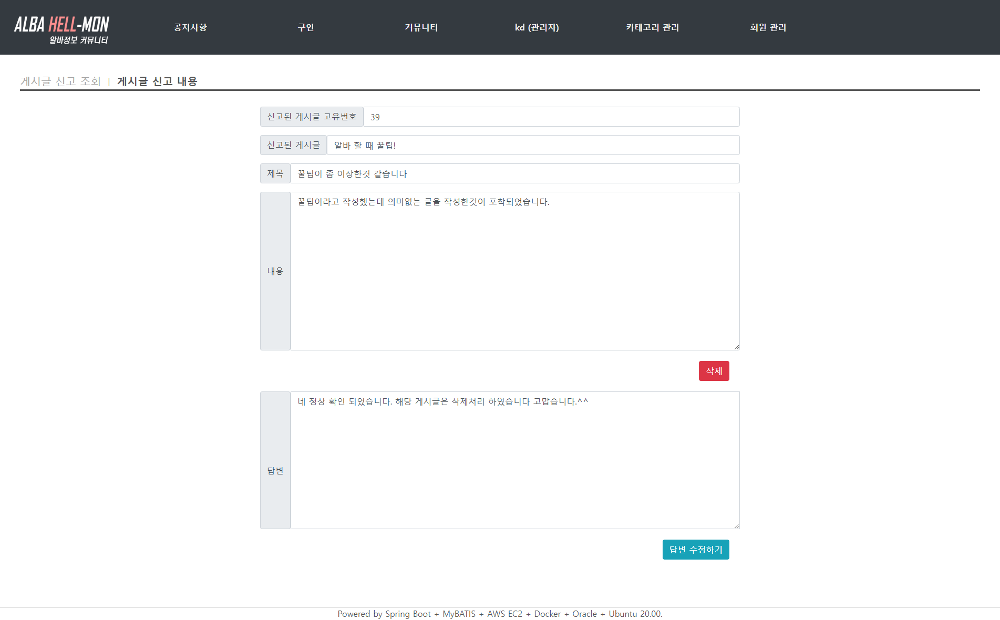 ALBA HELL-MON
알바정보 커뮤니티
공지사항 구인 커뮤니티 kd (관리자) 카테고리 관리 회원 관리
게시글 신고 조회 | 게시글 신고 내용
신고된 게시글 고유번호 39
신고된 게시글 알바 할 때 꿀팁!
제목 꿀팁이 좀 이상한것 같습니다
꿀팁이라고 작성했는데 의미없는 글을 작성한것이 포착되었습니다.
내용
삭제
네 정상 확인 되었습니다. 해당 게시글은 삭제처리 하였습니다 고맙습니다.^^
답변
답변 수정하기
Powered by Spring Boot + MyBATIS + AWS EC2 + Docker + Oracle + Ubuntu 20.00.